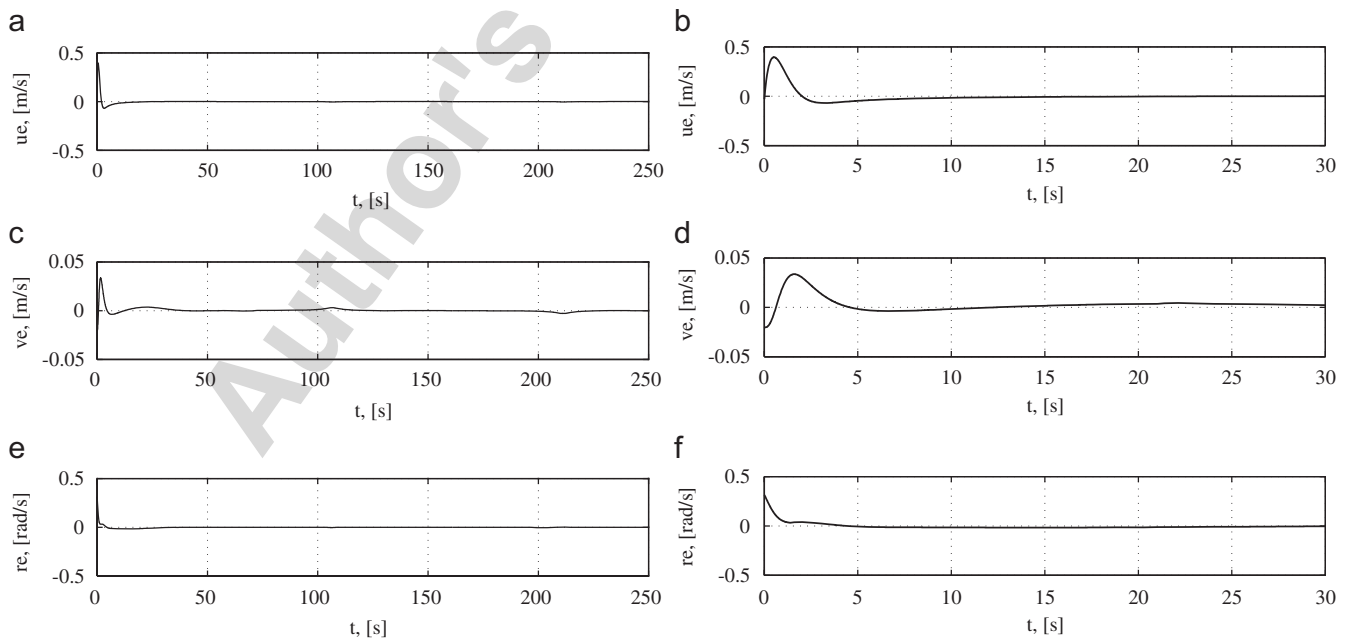 a
b
0.5
0
-0.5
ue, [m/s]
0 50 100 150 200 250
t, [s]
0.5
0
-0.5
ue, [m/s]
0 5 10 15 20 25 30
t, [s]
c
d
0.05
0
-0.05
ve, [m/s]
0 50 100 150 200 250
t, [s]
0.05
0
-0.05
ve, [m/s]
0 5 10 15 20 25 30
t, [s]
e
f
0.5
0
-0.5
re, [rad/s]
0 50 100 150 200 250
t, [s]
0.5
0
-0.5
re, [rad/s]
0 5 10 15 20 25 30
t, [s]
Author's